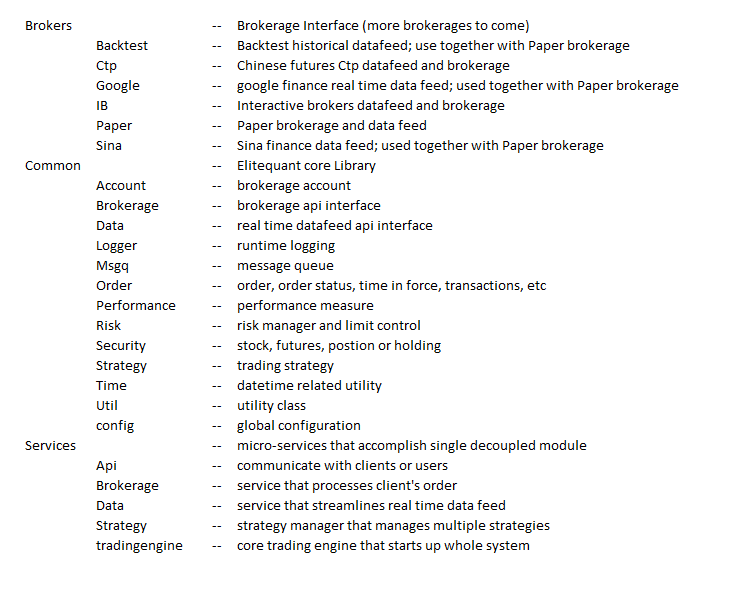 Brokers -- Brokerage Interface (more brokerages to come)
Backtest -- Backtest historical datafeed; use together with Paper brokerage
Ctp -- Chinese futures Ctp datafeed and brokerage
Google -- google finance real time data feed; used together with Paper brokerage
IB -- Interactive brokers datafeed and brokerage
Paper -- Paper brokerage and data feed
Sina -- Sina finance data feed; used together with Paper brokerage
Common -- Elitequant core Library
Account -- brokerage account
Brokerage -- brokerage api interface
Data -- real time datafeed api interface
Logger -- runtime logging
Msgq -- message queue
Order -- order, order status, time in force, transactions, etc
Performance -- performance measure
Risk -- risk manager and limit control
Security -- stock, futures, postion or holding
Strategy -- trading strategy
Time -- datetime related utility
Util -- utility class
config -- global configuration
Services -- micro-services that accomplish single decoupled module
Api -- communicate with clients or users
Brokerage -- service that processes client's order
Data -- service that streamlines real time data feed
Strategy -- strategy manager that manages multiple strategies
tradingengine -- core trading engine that starts up whole system